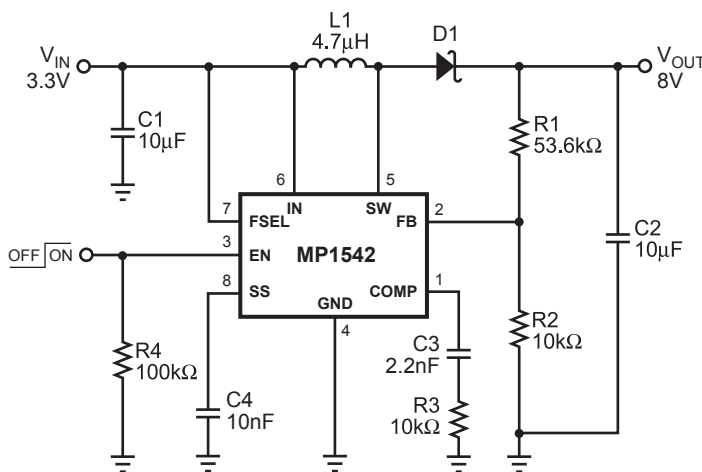 L1
4.7μH
D1
VIN
3.3V
VOUT
8V
C1
10μF
R1
53.6kΩ
6
5
IN
SW
7
FSEL
2
FB
C2
10μF
OFF ON
3
EN
MP1542
8
SS
COMP
1
GND
4
R4
100kΩ
C3
2.2nF
R2
10kΩ
C4
10nF
R3
10kΩ